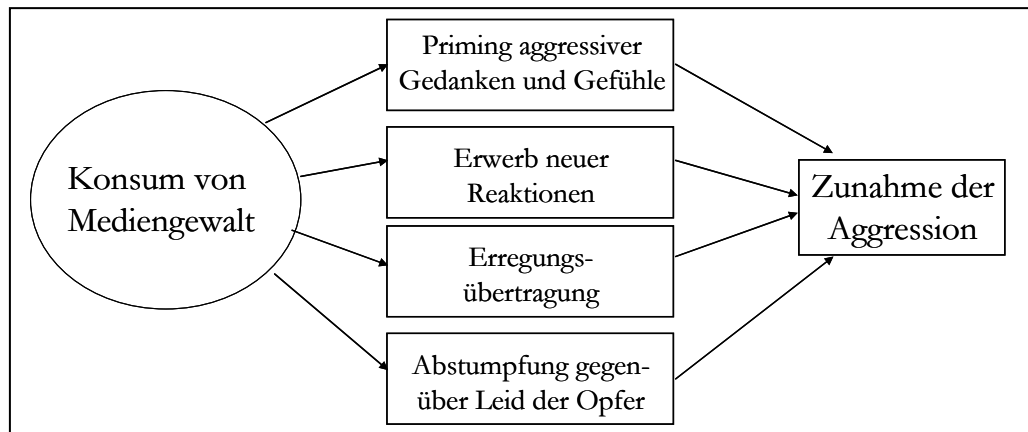 Priming aggressiver
Gedanken und Gefühle
Konsum von
Mediengewalt
Erwerb neuer
Reaktionen
Erregungs-
übertragung
Abstumpfung gegen-
über Leid der Opfer
Zunahme der
Aggression